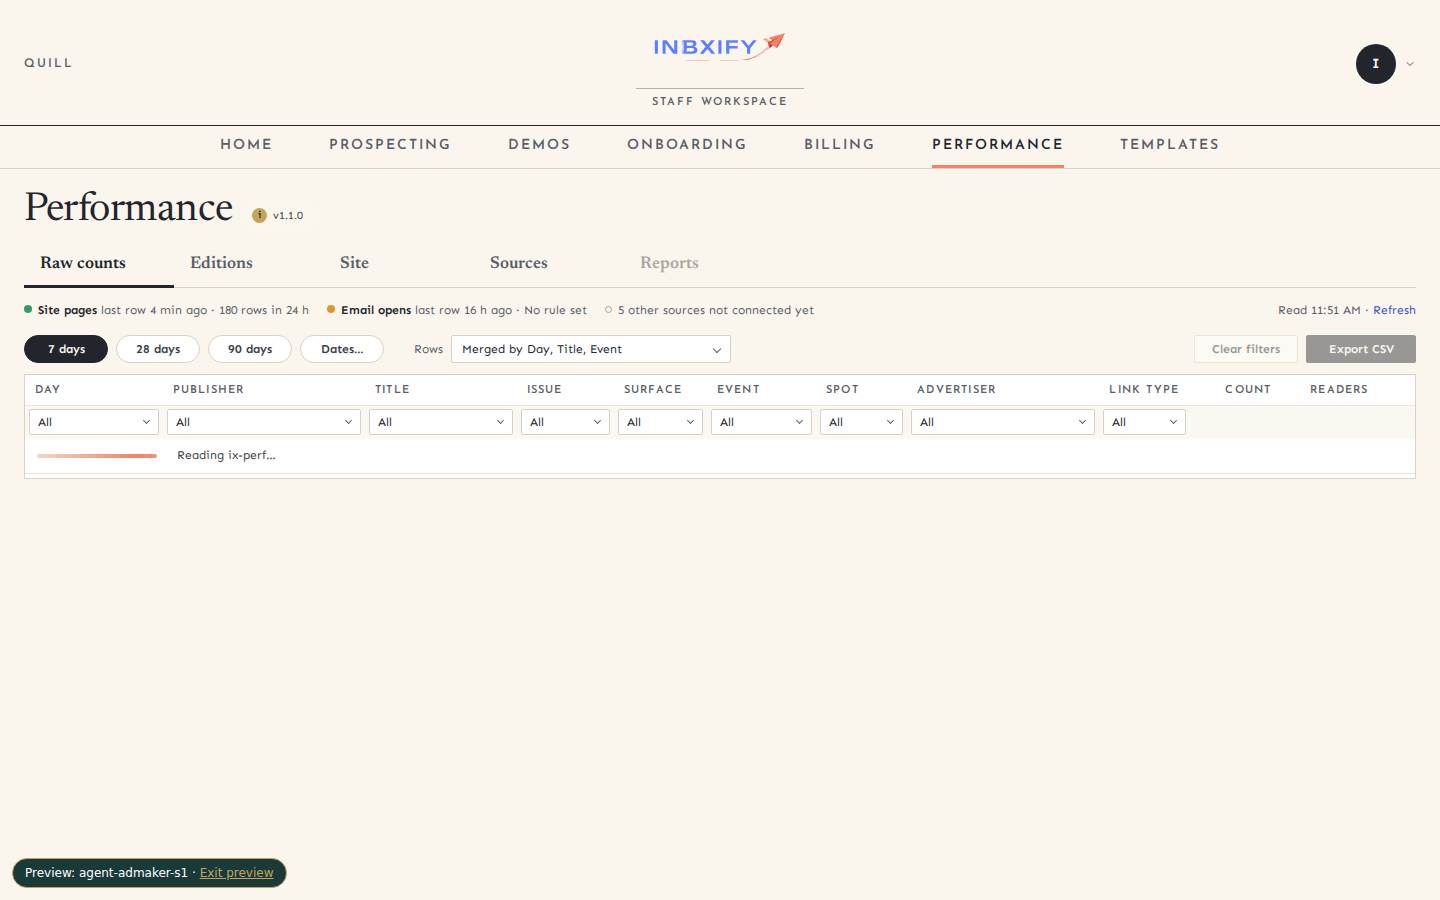 QUILL
INBXIFY
STAFF WORKSPACE
I
HOME PROSPECTING DEMOS ONBOARDING BILLING PERFORMANCE TEMPLATES
Performance
i v1.1.0
Raw counts Editions Site Sources Reports
Site pages last row 4 min ago · 180 rows in 24 h Email opens last row 16 h ago · No rule set 5 other sources not connected yet Read 11:51 AM · Refresh
7 days 28 days 90 days Dates... Rows Merged by Day, Title, Event Clear filters Export CSV
DAY PUBLISHER TITLE ISSUE SURFACE EVENT SPOT ADVERTISER LINK TYPE COUNT READERS
All All All All All All All All All
Reading ix-perf...
Preview: agent-admaker-s1 · Exit preview